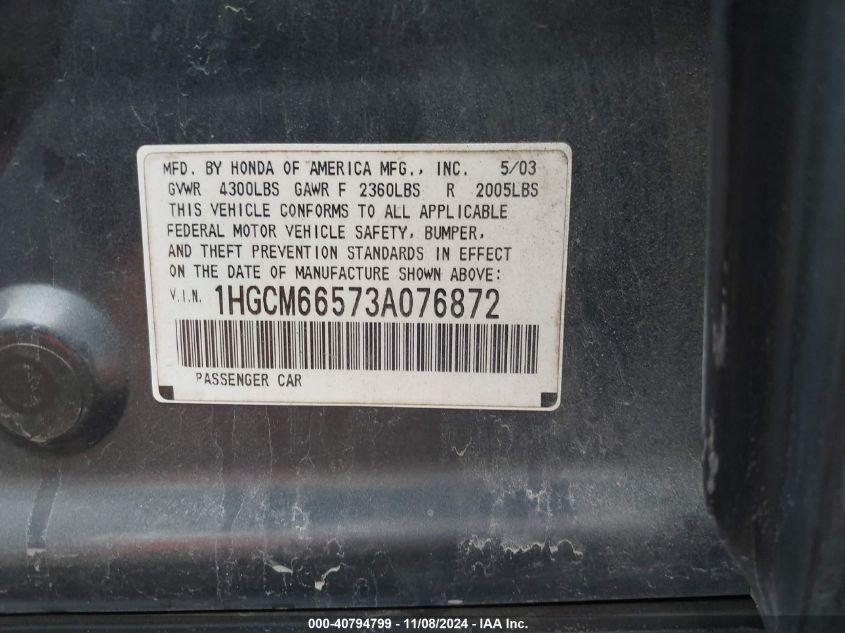 MFD. BY HONDA OF AMERICA MFG., INC. 5/03
GVWR 4300LBS GAWR F 2360LBS R 2005LBS
THIS VEHICLE CONFORMS TO ALL APPLICABLE
FEDERAL MOTOR VEHICLE SAFETY, BUMPER,
AND THEFT PREVENTION STANDARDS IN EFFECT
ON THE DATE OF MANUFACTURE SHOWN ABOVE:
V.I.N. 1HGCM66573A076872
PASSENGER CAR
000-40794799 - 11/08/2024 - IAAI Inc.